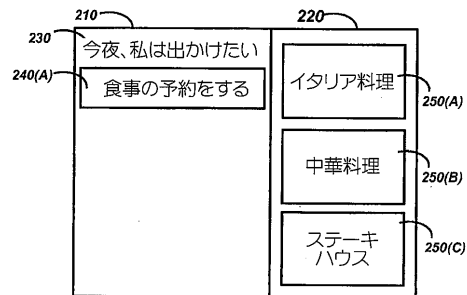 210
220
230
今夜、私は出かけたい
240(A)
食事の予約をする
イタリア料理
250(A)
中華料理
250(B)
ステーキ
ハウス
250(C)